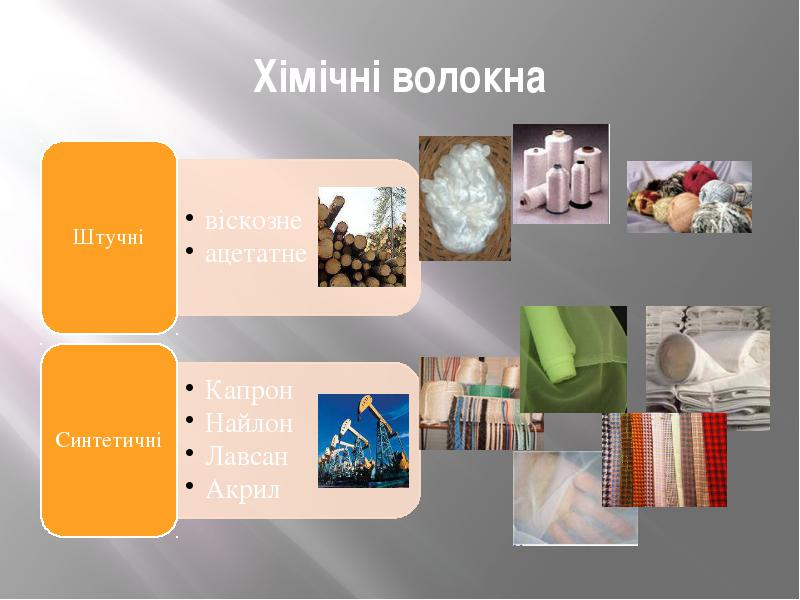 Хімічні волокна
Штучні
віскозне
ацетатне
Синтетичні
Капрон
Найлон
Лавсан
Акрил